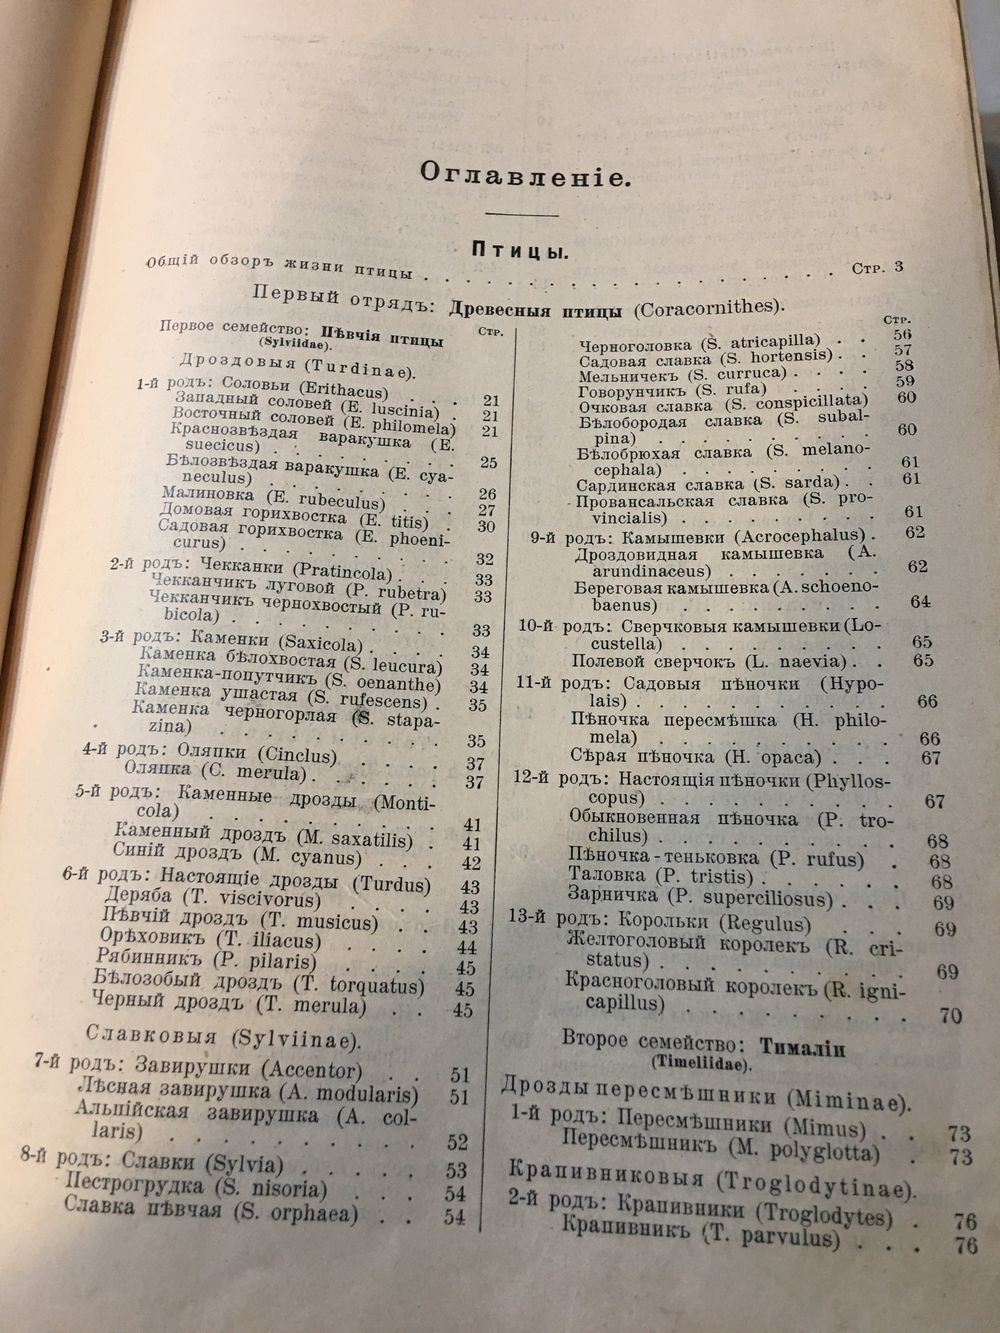 Оглавленіе.
Птицы.
Общій обзоръ жизни птицы . . . . . . . . . . . . . . . . Стр. 3
Первый отрядъ: Древесныя птицы (Coracornithes).
Первое семейство: Пѣвчія птицы Стр.
(Sylviidae).
Дроздовыя (Turdinae).
1-й родъ: Соловьи (Erithacus) . . . 21
Западный соловей (E. luscinia) . 21
Восточный соловей (E. philomela) 21
Краснозвѣздая варакушка (E.
suecicus) . . . . . . . . . . 25
Бѣлозвѣздая варакушка (E. cya-
neculus) . . . . . . . . . . 26
Малиновка (E. rubeculus) . . . . 27
Домовая горихвостка (E. titis) . 30
Садовая горихвостка (E. phoeni-
curus) . . . . . . . . . . . 32
2-й родъ: Чекканки (Pratincola) . . . 33
Чекканчикъ луговой (P. rubetra) 33
Чекканчикъ чернохвостый (P. ru-
bicola) . . . . . . . . . . . 33
3-й родъ: Каменки (Saxicola) . . . . 34
Каменка бѣлохвостая (S. leucura) 34
Каменка-попутчикъ (S. oenanthe) 34
Каменка ушастая (S. rufescens) . 35
Каменка черногорлая (S. stapa-
zina) . . . . . . . . . . . . 35
4-й родъ: Оляпки (Cinclus) . . . . . 37
Оляпка (C. merula) . . . . . . . 37
5-й родъ: Каменные дрозды (Monti-
cola) . . . . . . . . . . . . 41
Каменный дроздъ (M. saxatilis) . 41
Синій дроздъ (M. cyanus) . . . 42
6-й родъ: Настоящіе дрозды (Turdus) 43
Деряба (T. viscivorus) . . . . . 43
Пѣвчій дроздъ (T. musicus) . . . 43
Орѣховикъ (T. iliacus) . . . . 44
Рябинникъ (P. pilaris) . . . . 45
Бѣлозобый дроздъ (T. torquatus) 45
Черный дроздъ (T. merula) . . 45
Славковыя (Sylviinae).
7-й родъ: Завирушки (Accentor) . . 51
Лѣсная завирушка (A. modularis) 51
Альпійская завирушка (A. col-
laris) . . . . . . . . . . . 52
8-й родъ: Славки (Sylvia) . . . . . 53
Пестрогрудка (S. nisoria) . . . 54
Славка пѣвчая (S. orphaea) . . 54
Стр.
Черноголовка (S. atricapilla) . . 56
Садовая славка (S. hortensis) . . 57
Мельничекъ (S. curruca) . . . . 58
Говорунчикъ (S. rufa) . . . . . 59
Очковая славка (S. conspicillata) 60
Бѣлобородая славка (S. subal-
pina) . . . . . . . . . . . 60
Бѣлобрюхая славка (S. melano-
cephala) . . . . . . . . . . 61
Сардинская славка (S. sarda) . . 61
Провансальская славка (S. pro-
vincialis) . . . . . . . . . 61
9-й родъ: Камышевки (Acrocephalus) . 62
Дроздовидная камышевка (A.
arundinaceus) . . . . . . . 62
Береговая камышевка (A. schoeno-
baenus) . . . . . . . . . . 64
10-й родъ: Сверчковыя камышевки (Lo-
custella) . . . . . . . . . 65
Полевой сверчокъ (L. naevia) . . 65
11-й родъ: Садовыя пѣночки (Hypo-
lais) . . . . . . . . . . . 66
Пѣночка пересмѣшка (H. philo-
mela) . . . . . . . . . . . 66
Сѣрая пѣночка (H. opaca) . . . 67
12-й родъ: Настоящія пѣночки (Phyllos-
copus) . . . . . . . . . . 67
Обыкновенная пѣночка (P. tro-
chilus) . . . . . . . . . . 68
Пѣночка-теньковка (P. rufus) . 68
Таловка (P. tristis) . . . . . . 68
Зарничка (P. superciliosus) . . . 69
13-й родъ: Корольки (Regulus) . . . 69
Желтоголовый королекъ (R. cri-
status) . . . . . . . . . . 69
Красноголовый королекъ (R. igni-
capillus) . . . . . . . . . 70
Второе семейство: Тималіи
(Timeliidae).
Дрозды пересмѣшники (Miminae).
1-й родъ: Пересмѣшники (Mimus) . . 73
Пересмѣшникъ (M. polyglotta) . 73
Крапивниковыя (Troglodytinae).
2-й родъ: Крапивники (Troglodytes) . 76
Крапивникъ (T. parvulus) . . . 76